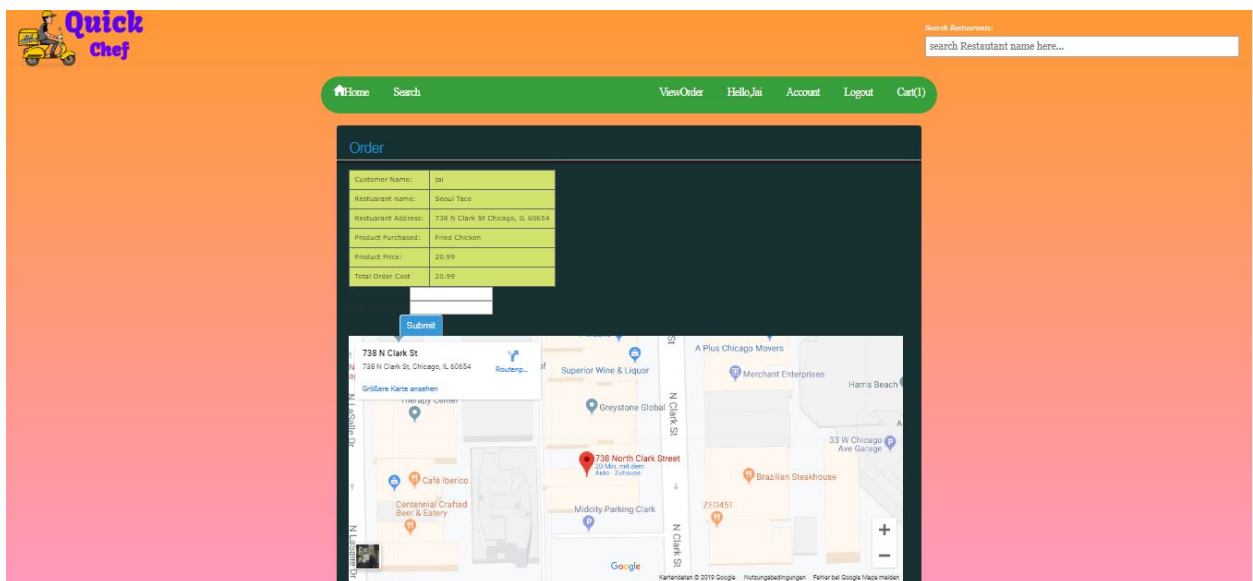 Quick
Chef
Search Restaurants:
search Restautant name here...
Home Search ViewOrder Hello,Jai Account Logout Cart(1)
Order
Customer Name: Jai
Restuarant name: Seoul Taco
Restuarant Address: 738 N Clark St Chicago, IL 60654
Product Purchased: Fried Chicken
Product Price: 20.99
Total Order Cost 20.99
Submit
738 N Clark St
738 N Clark St, Chicago, IL 60654
Routenp...
Größere Karte ansehen
Therapy Center
Superior Wine & Liquor
A Plus Chicago Movers
Merchant Enterprises
Harris Beach
Greystone Global
N Clark St
N LaSalle Dr
33 W Chicago
Ave Garage
738 North Clark Street
20 Min. mit dem
Auto - Zuhause
Café Iberico
Brazilian Steakhouse
Centennial Crafted
Beer & Eatery
Midcity Parking Clark
ZED451
N Clark St
N LaSalle Dr
Google
Kartendaten © 2019 Google Nutzungsbedingungen Fehler bei Google Maps melden